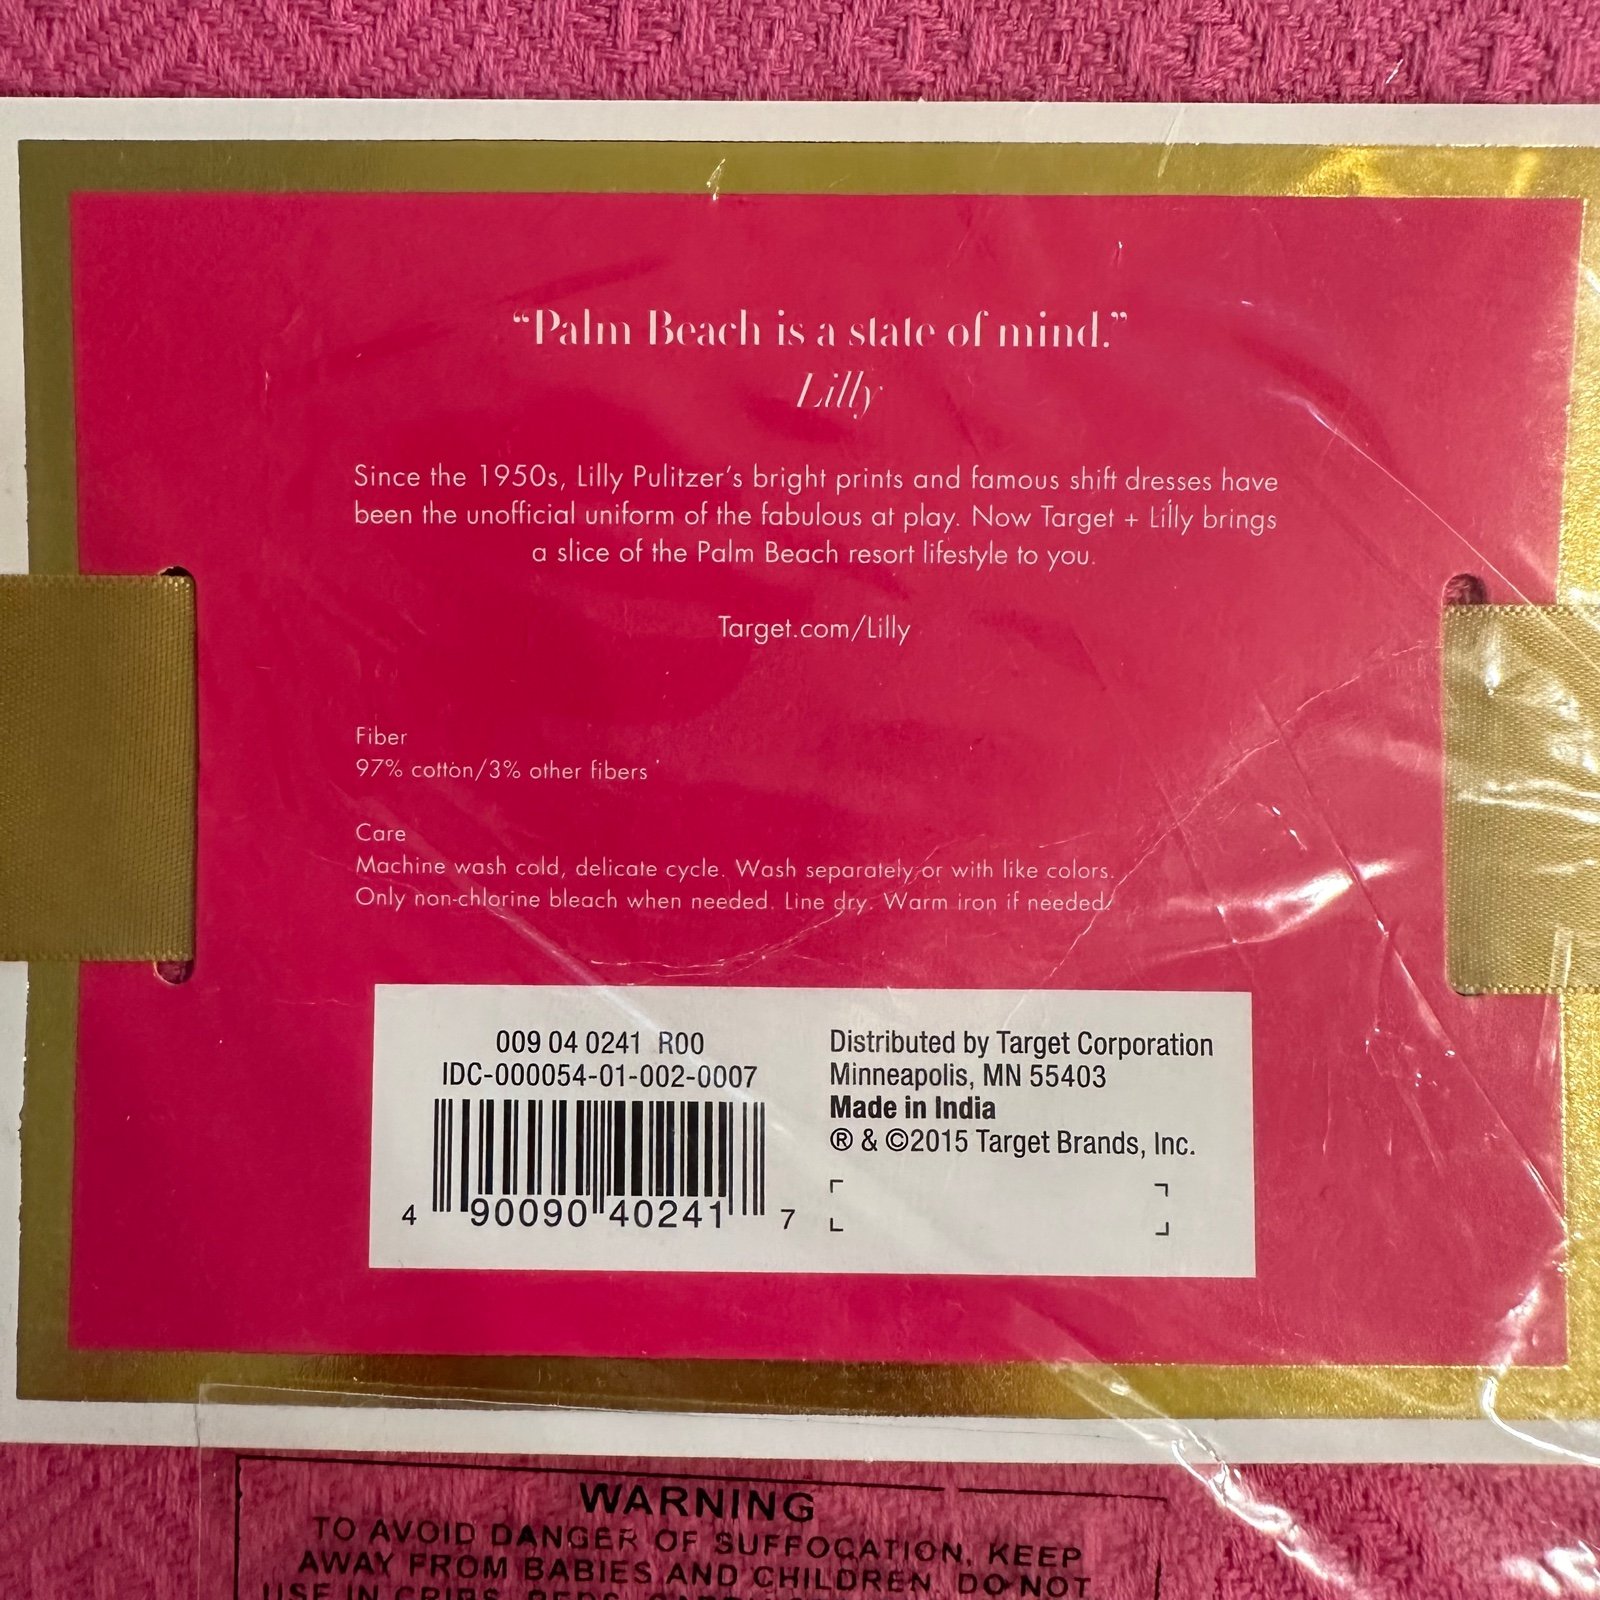 “Palm Beach is a state of mind.”
Lilly
Since the 1950s, Lilly Pulitzer’s bright prints and famous shift dresses have
been the unofficial uniform of the fabulous at play. Now Target + Lilly brings
a slice of the Palm Beach resort lifestyle to you.
Target.com/Lilly
Fiber
97% cotton/3% other fibers
Care
Machine wash cold, delicate cycle. Wash separately or with like colors.
Only non-chlorine bleach when needed. Line dry. Warm iron if needed.
009 04 0241 R00
IDC-000054-01-002-0007
4 90090 40241 7
Distributed by Target Corporation
Minneapolis, MN 55403
Made in India
® & ©2015 Target Brands, Inc.
WARNING
TO AVOID DANGER OF SUFFOCATION, KEEP
AWAY FROM BABIES AND CHILDREN. DO NOT
USE IN CRIBS, BEDS,